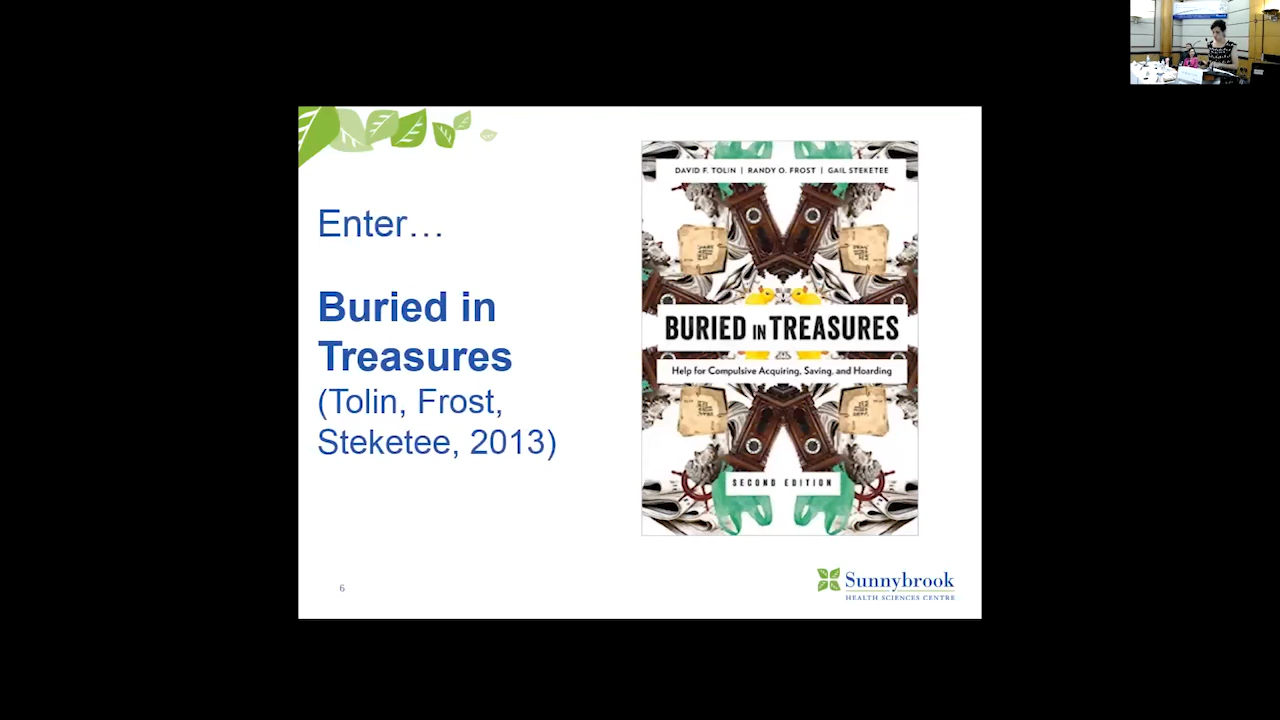 Enter…
Buried in
Treasures
(Tolin, Frost,
Steketee, 2013)
DAVID F. TOLIN | RANDY O. FROST | GAIL STEKETEE
BURIED IN TREASURES
Help for Compulsive Acquiring, Saving, and Hoarding
SECOND EDITION
6
Sunnybrook
HEALTH SCIENCES CENTRE